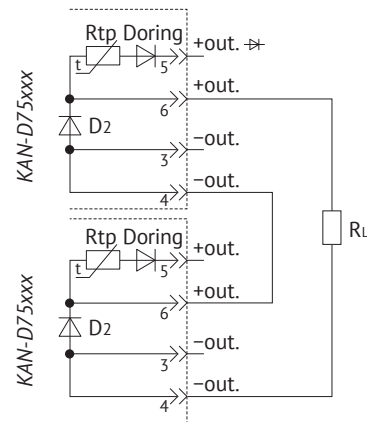 Rtp Doring +out.
t 5
+out.
6
KAN-D75xxx
D2
−out.
3
−out.
4
RL
Rtp Doring +out.
t 5
+out.
6
KAN-D75xxx
D2
−out.
3
−out.
4